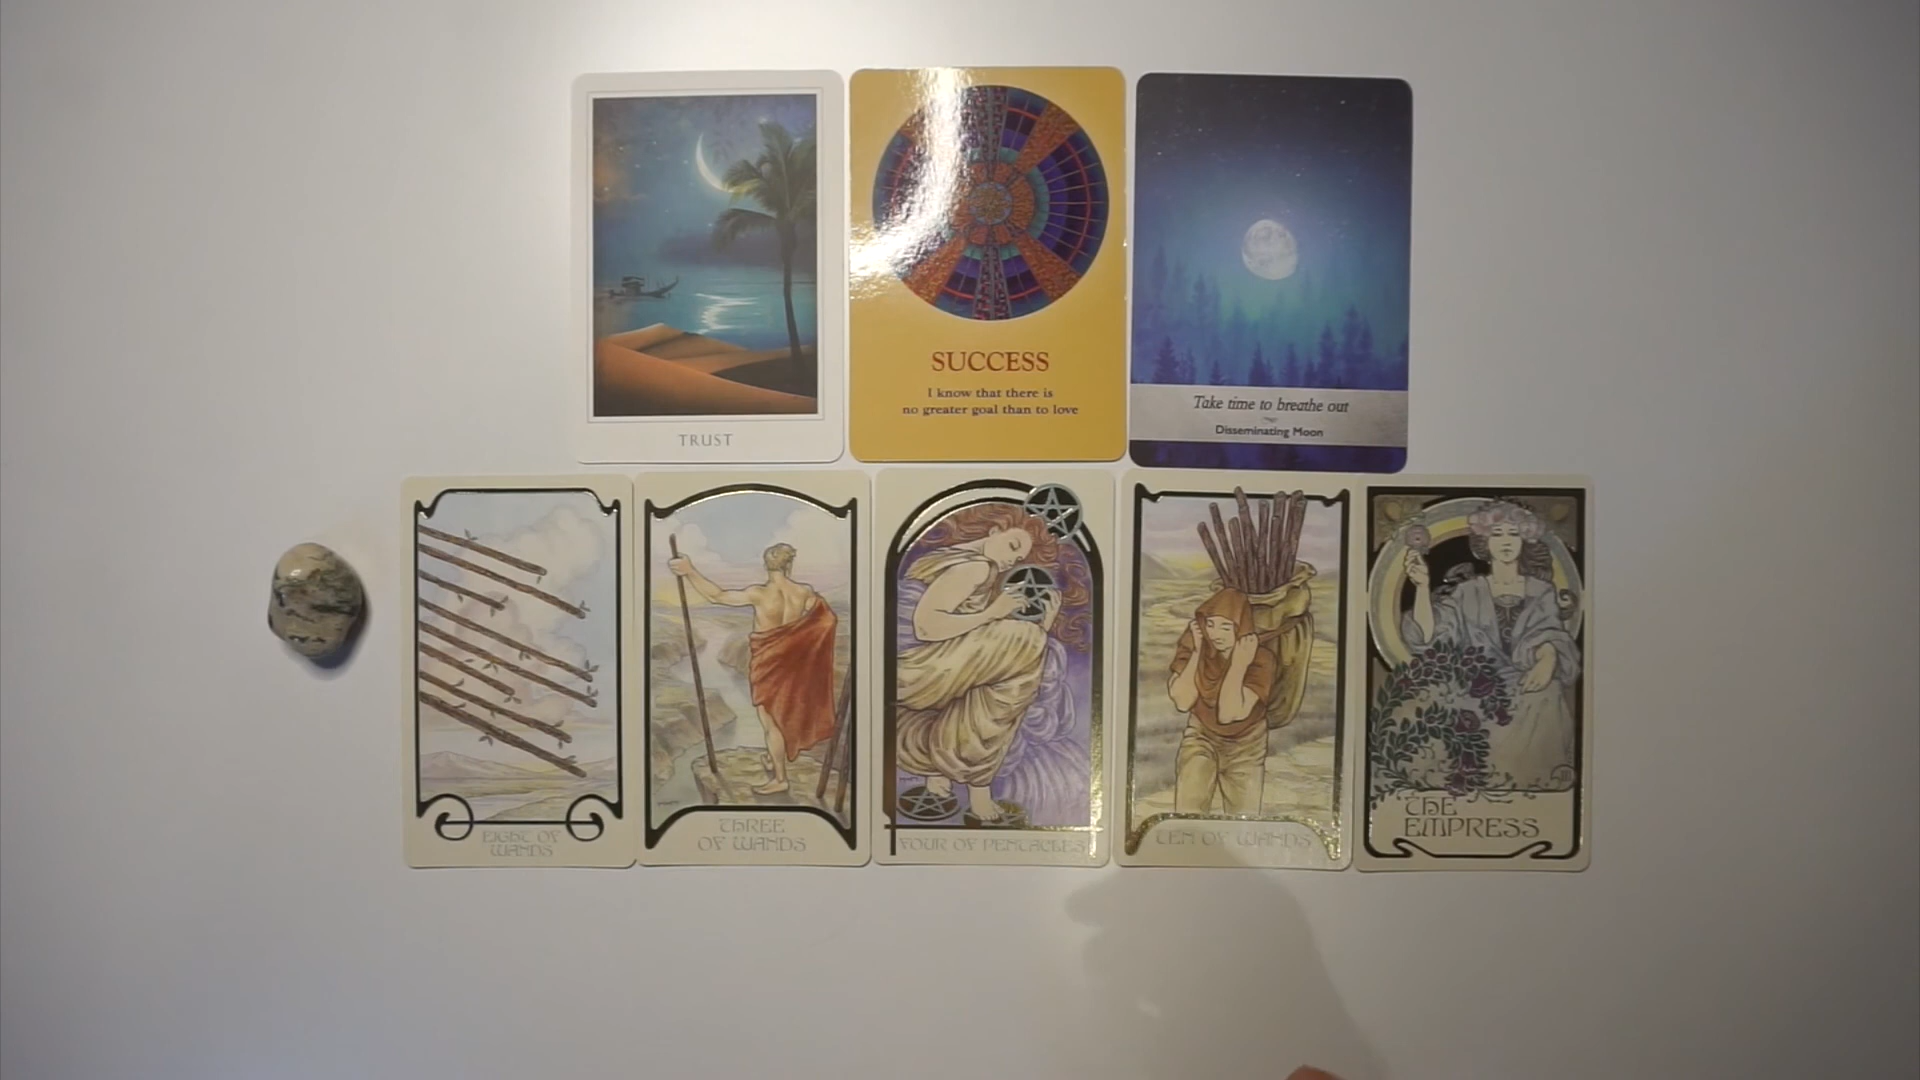 TRUST
SUCCESS
I know that there is
no greater goal than to love
Take time to breathe out
Disseminating Moon
EIGHT OF
WANDS
THREE
OF WANDS
FOUR OF PENTACLES
TEN OF WANDS
THE
EMPRESS